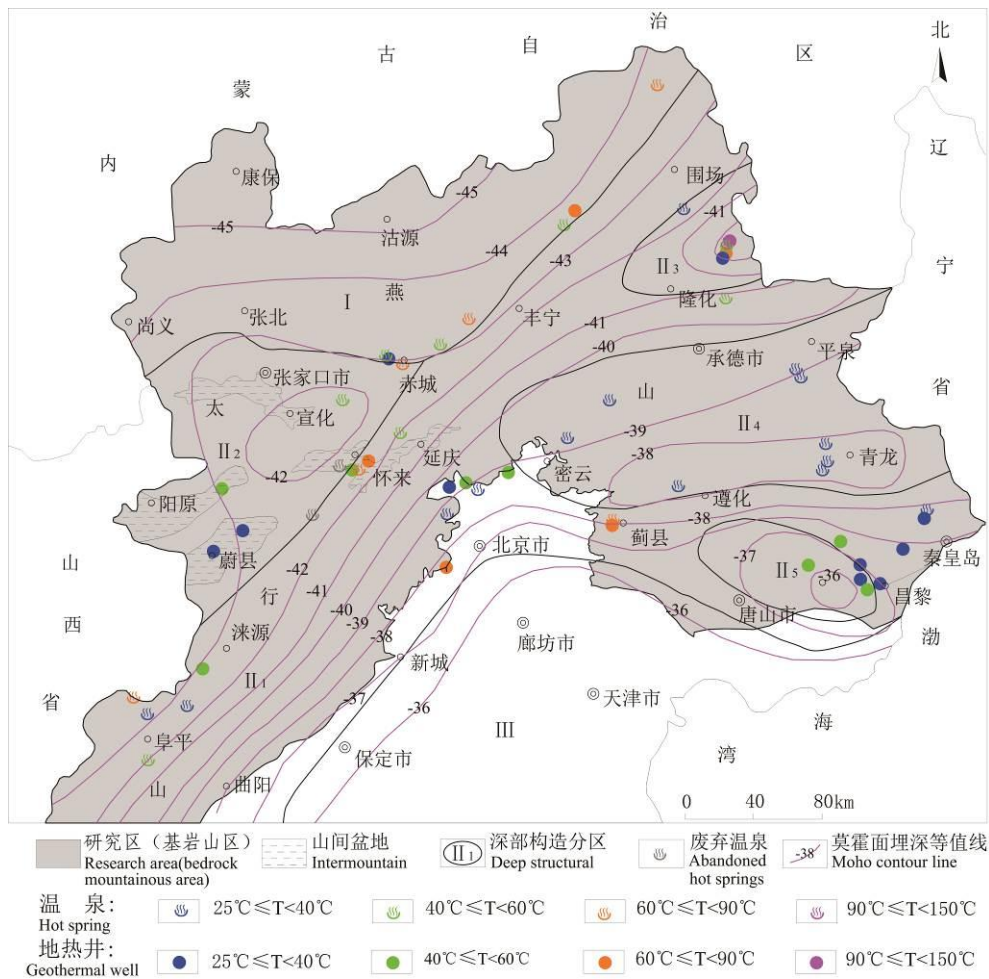 北
蒙 古 自 治 区
内
辽
宁
省
康保
围场
-45
-41
-45
沽源
-44
-43
Ⅱ3
Ⅰ 燕
隆化
尚义
张北
丰宁
-41
-40
承德市
平泉
张家口市
赤城
山
太
宣化
-39
Ⅱ4
Ⅱ2
延庆
-38
青龙
-42
怀来
密云
阳原
遵化
-38
蓟县
蔚县
北京市
秦皇岛
-37
山
西
省
-42
Ⅱ5
-36
昌黎
行
-41
-40
-39
-38
-36
唐山市
涞源
廊坊市
渤
海
湾
新城
Ⅱ1
-37
-36
天津市
Ⅲ
阜平
保定市
山
曲阳
0 40 80km
研究区（基岩山区）
Research area(bedrock
mountainous area)
山间盆地
Intermountain
Ⅱ1
深部构造分区
Deep structural
废弃温泉
Abandoned
hot springs
-38
莫霍面埋深等值线
Moho contour line
温 泉:
Hot spring
25℃≤T<40℃
40℃≤T<60℃
60℃≤T<90℃
90℃≤T<150℃
地热井:
Geothermal well
25℃≤T<40℃
40℃≤T<60℃
60℃≤T<90℃
90℃≤T<150℃